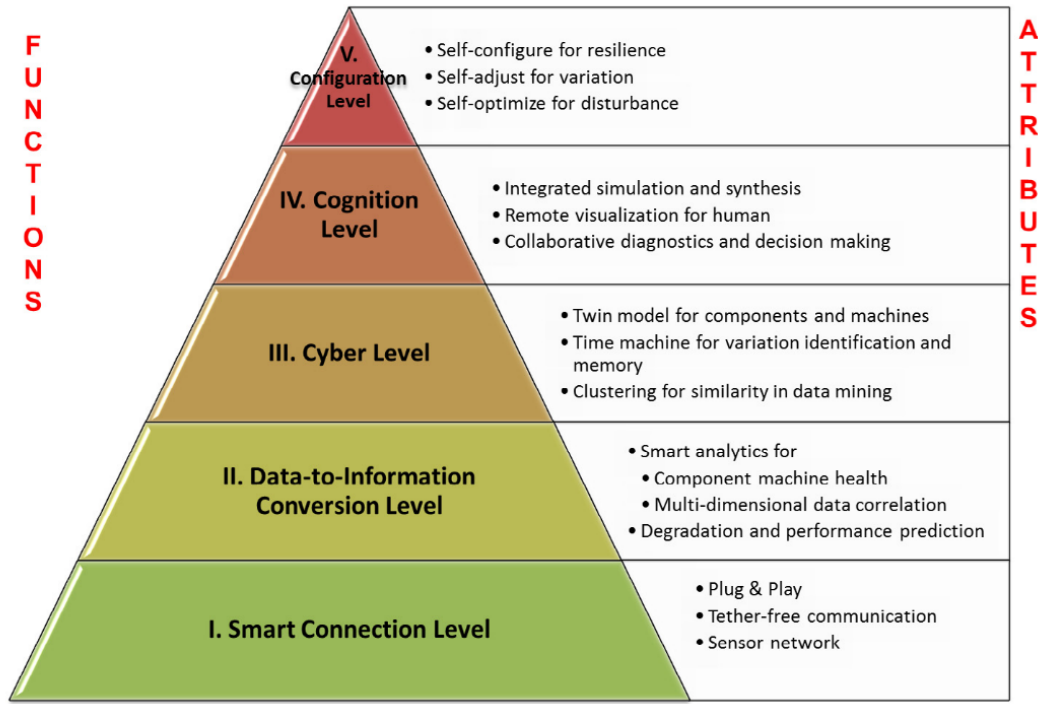 FUNCTIONS
ATTRIBUTES
V.
Configuration
Level
• Self-configure for resilience
• Self-adjust for variation
• Self-optimize for disturbance
IV. Cognition
Level
• Integrated simulation and synthesis
• Remote visualization for human
• Collaborative diagnostics and decision making
III. Cyber Level
• Twin model for components and machines
• Time machine for variation identification and
memory
• Clustering for similarity in data mining
II. Data-to-Information
Conversion Level
• Smart analytics for
• Component machine health
• Multi-dimensional data correlation
• Degradation and performance prediction
I. Smart Connection Level
• Plug & Play
• Tether-free communication
• Sensor network